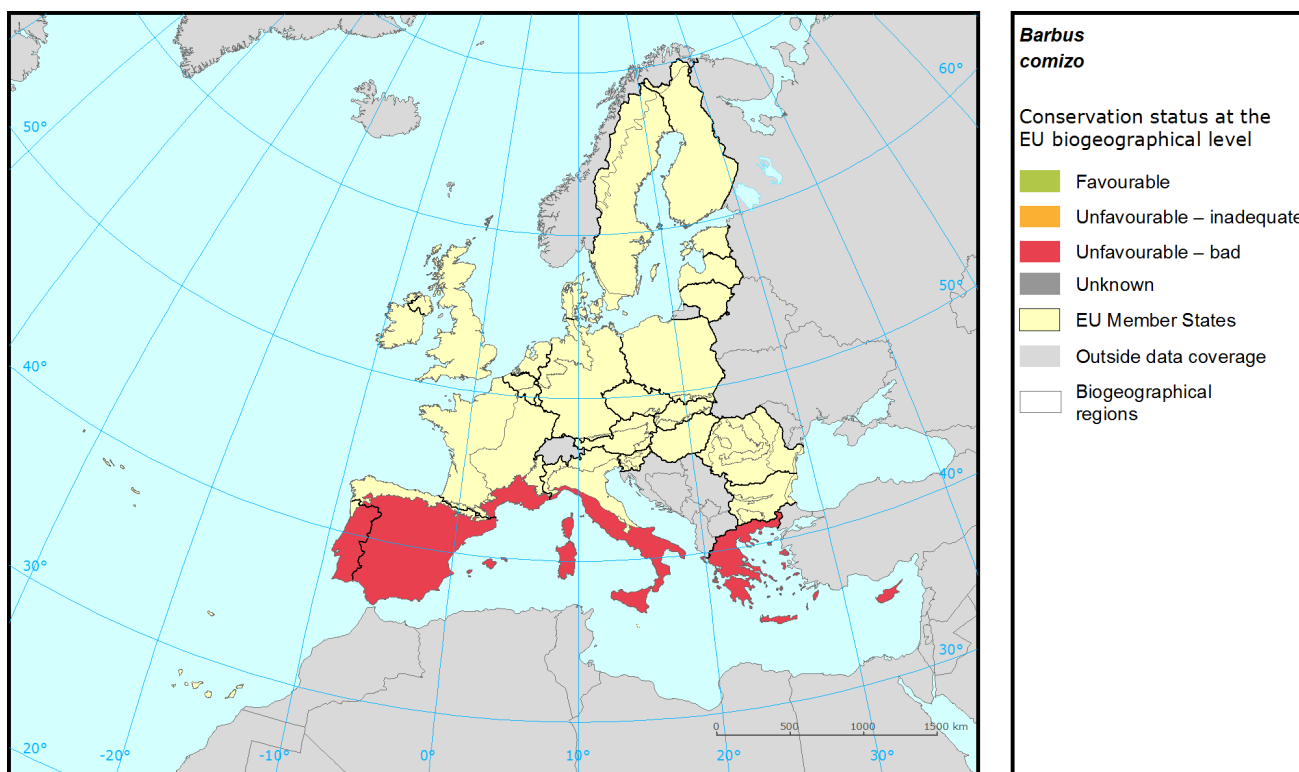 60°
50°
50°
40°
40°
30°
30°
20°
-20°
-10°
0°
10°
20°
30°
0
500
1000
1500 km
Barbus
comizo
Conservation status at the
EU biogeographical level
Favourable
Unfavourable – inadequate
Unfavourable – bad
Unknown
EU Member States
Outside data coverage
Biogeographical
regions